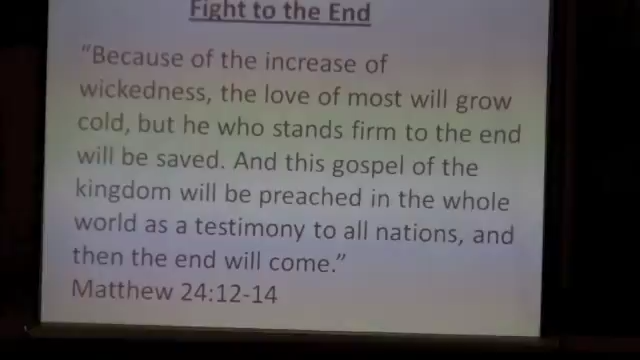 Fight to the End
“Because of the increase of
wickedness, the love of most will grow
cold, but he who stands firm to the end
will be saved. And this gospel of the
kingdom will be preached in the whole
world as a testimony to all nations, and
then the end will come.”
Matthew 24:12-14